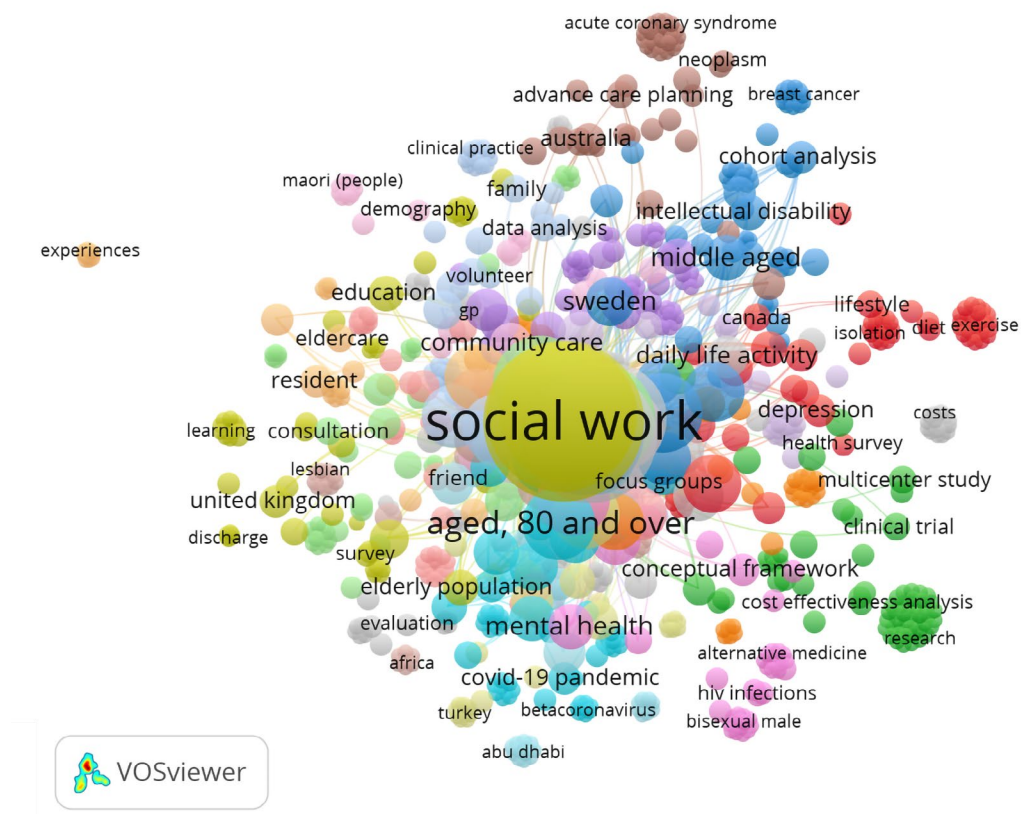 acute coronary syndrome
neoplasm
advance care planning
breast cancer
australia
clinical practice
cohort analysis
maori (people)
family
demography
intellectual disability
data analysis
experiences
middle aged
volunteer
education
sweden
gp
lifestyle
canada
isolation
diet
exercise
eldercare
community care
daily life activity
resident
social work
depression
costs
learning
consultation
health survey
lesbian
friend
focus groups
multicenter study
united kingdom
aged, 80 and over
clinical trial
discharge
survey
conceptual framework
elderly population
cost effectiveness analysis
evaluation
mental health
research
africa
alternative medicine
covid-19 pandemic
hiv infections
turkey
betacoronavirus
bisexual male
abu dhabi
VOSviewer